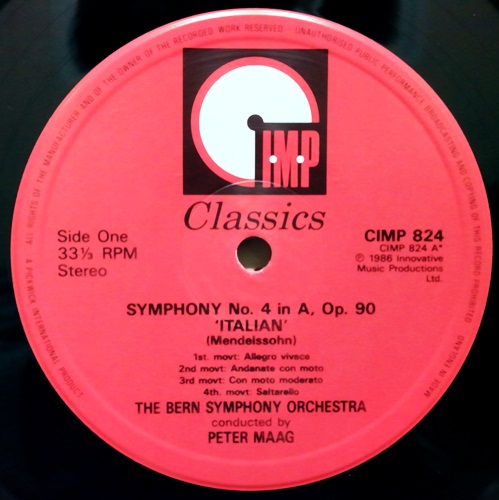 ALL RIGHTS OF THE MANUFACTURER AND OF THE OWNER OF THE RECORDED WORK RESERVED - UNAUTHORISED PUBLIC PERFORMANCE, BROADCASTING AND COPYING OF THIS RECORD PROHIBITED
IMP
Classics
Side One
33⅓ RPM
Stereo
CIMP 824
CIMP 824 A*
℗ 1986 Innovative
Music Productions
Ltd.
SYMPHONY No. 4 in A, Op. 90
'ITALIAN'
(Mendelssohn)
1st. movt: Allegro vivace
2nd movt: Andanate con moto
3rd movt: Con moto moderato
4th. movt: Saltarello
THE BERN SYMPHONY ORCHESTRA
conducted by
PETER MAAG
A PICKWICK INTERNATIONAL PRODUCT
MADE IN ENGLAND